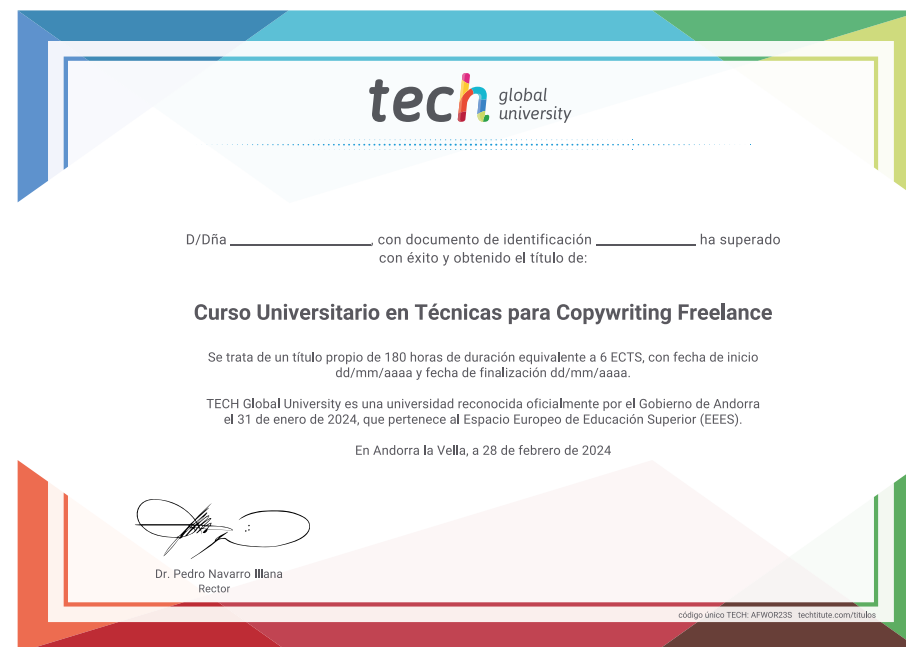 tech global university
D/Dña ________________, con documento de identificación ____________ ha superado
con éxito y obtenido el título de:
Curso Universitario en Técnicas para Copywriting Freelance
Se trata de un título propio de 180 horas de duración equivalente a 6 ECTS, con fecha de inicio
dd/mm/aaaa y fecha de finalización dd/mm/aaaa.
TECH Global University es una universidad reconocida oficialmente por el Gobierno de Andorra
el 31 de enero de 2024, que pertenece al Espacio Europeo de Educación Superior (EEES).
En Andorra la Vella, a 28 de febrero de 2024
Dr. Pedro Navarro Illana
Rector
código único TECH: AFWOR23S techtitute.com/titulos